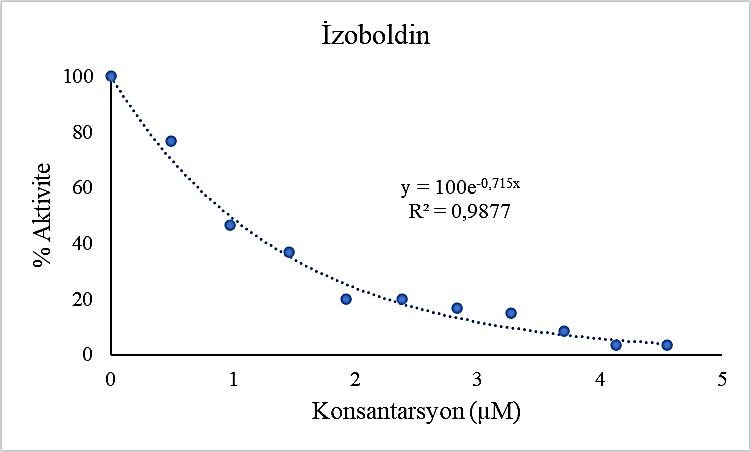 İzoboldin
100
80
60
40
20
0
% Aktivite
y = 100e^-0,715x
R² = 0,9877
0 1 2 3 4 5
Konsantarsyon (µM)